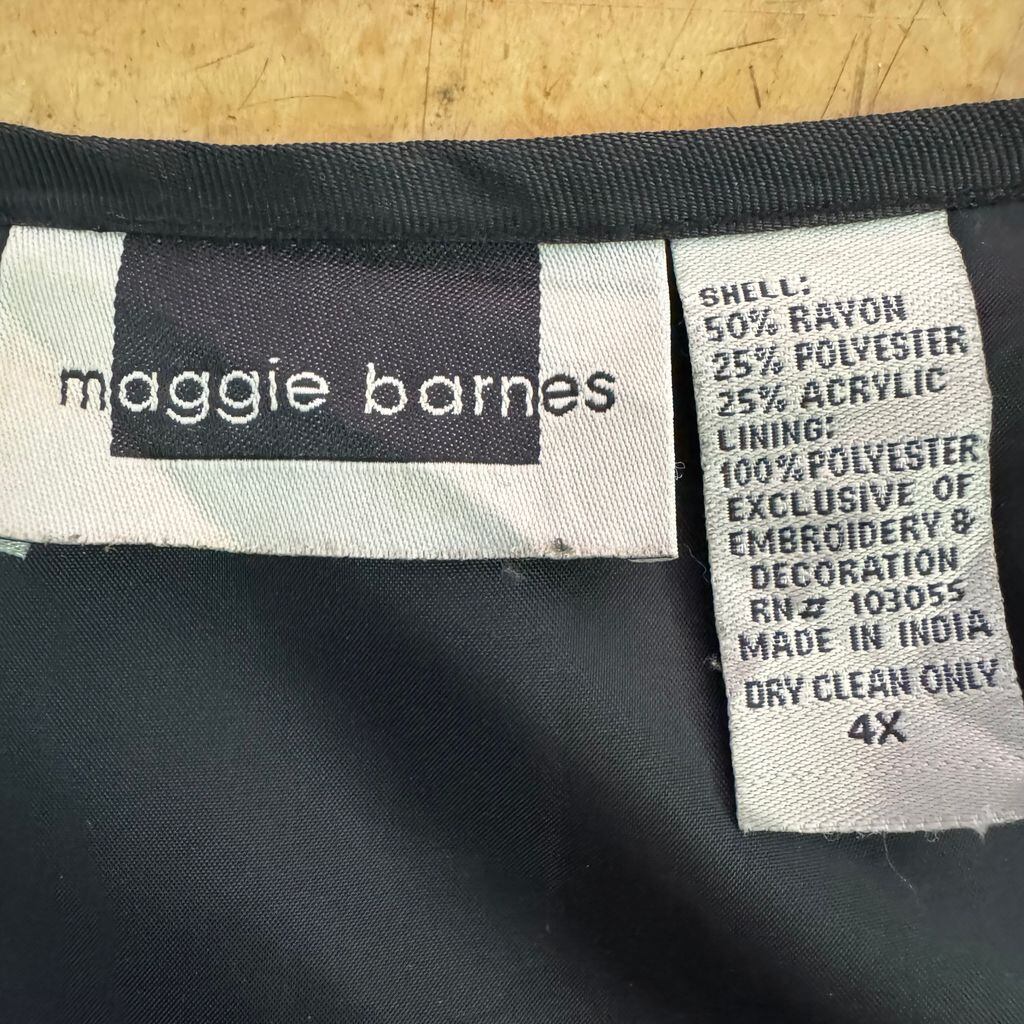 maggie barnes
SHELL:
50% RAYON
25% POLYESTER
25% ACRYLIC
LINING:
100% POLYESTER
EXCLUSIVE OF
EMBROIDERY &
DECORATION
RN# 103055
MADE IN INDIA
DRY CLEAN ONLY
4X